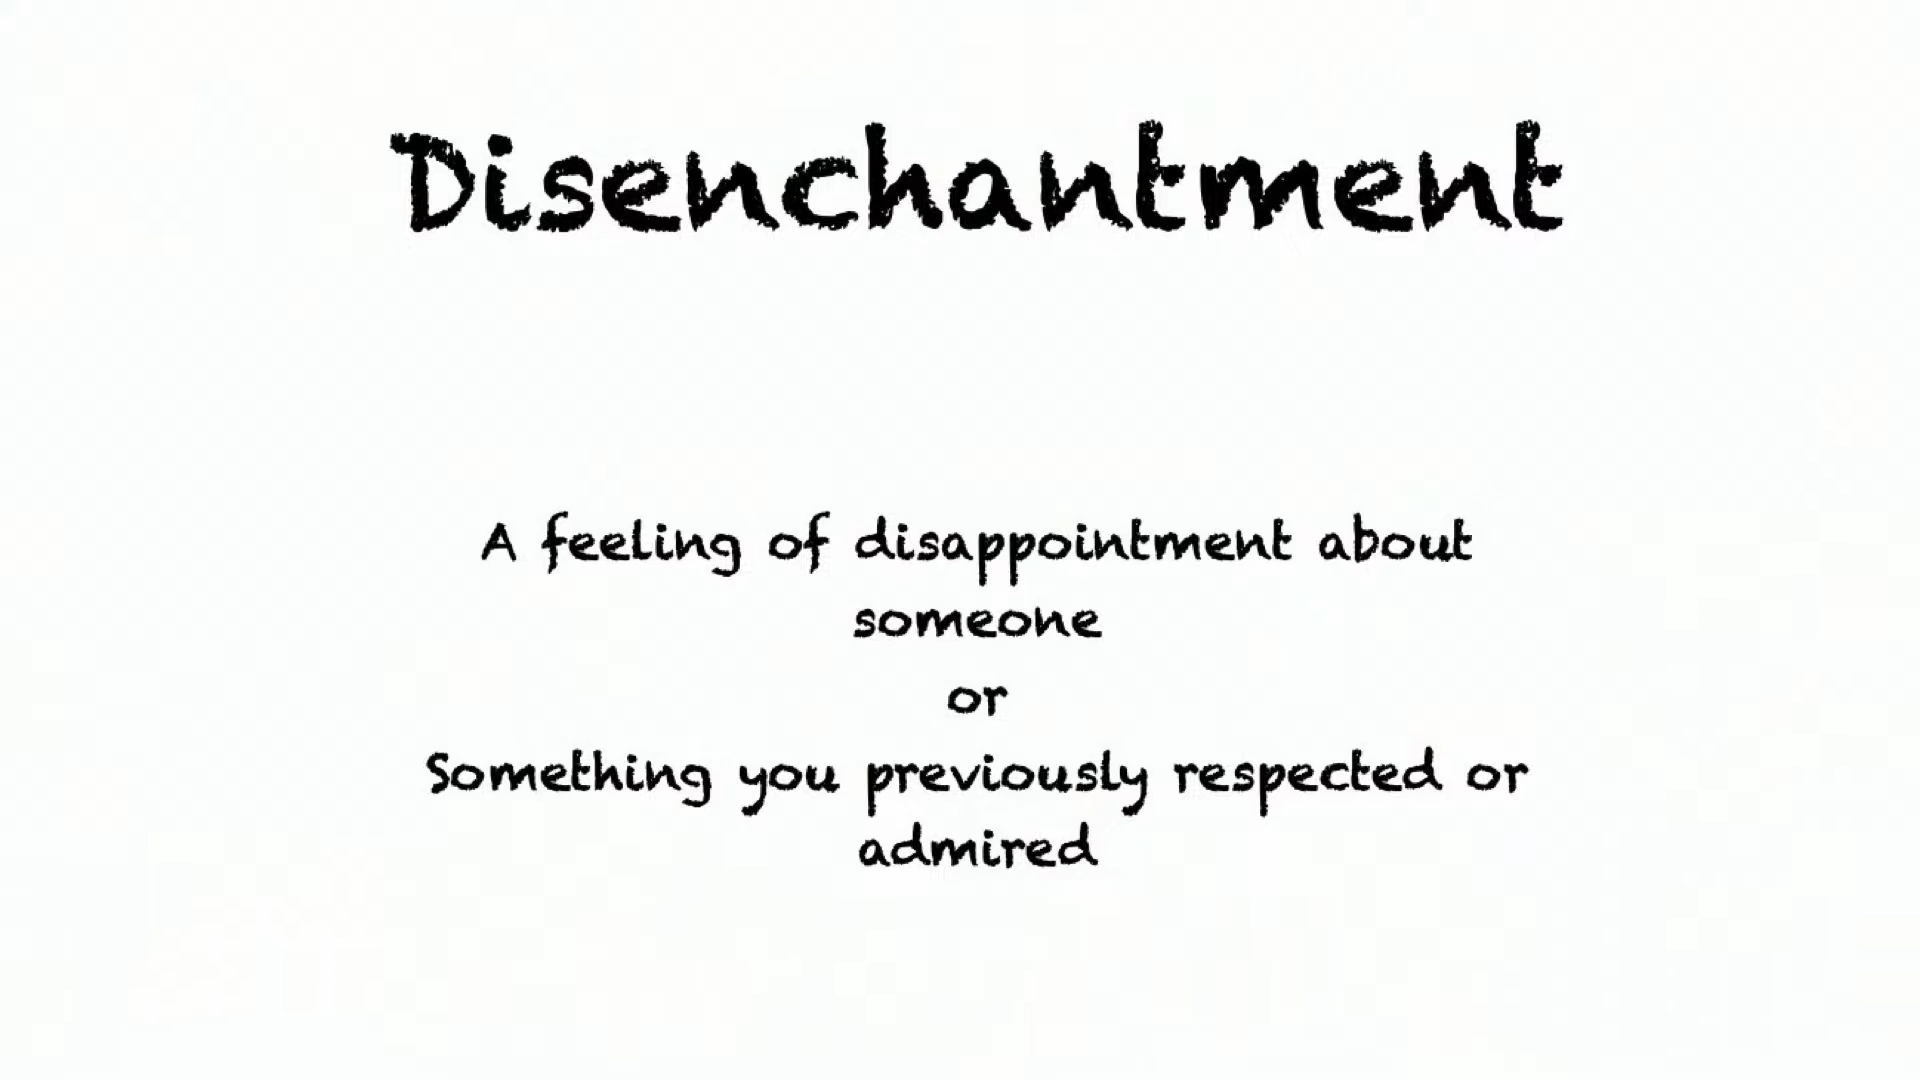 Disenchantment
A feeling of disappointment about
someone
or
Something you previously respected or
admired